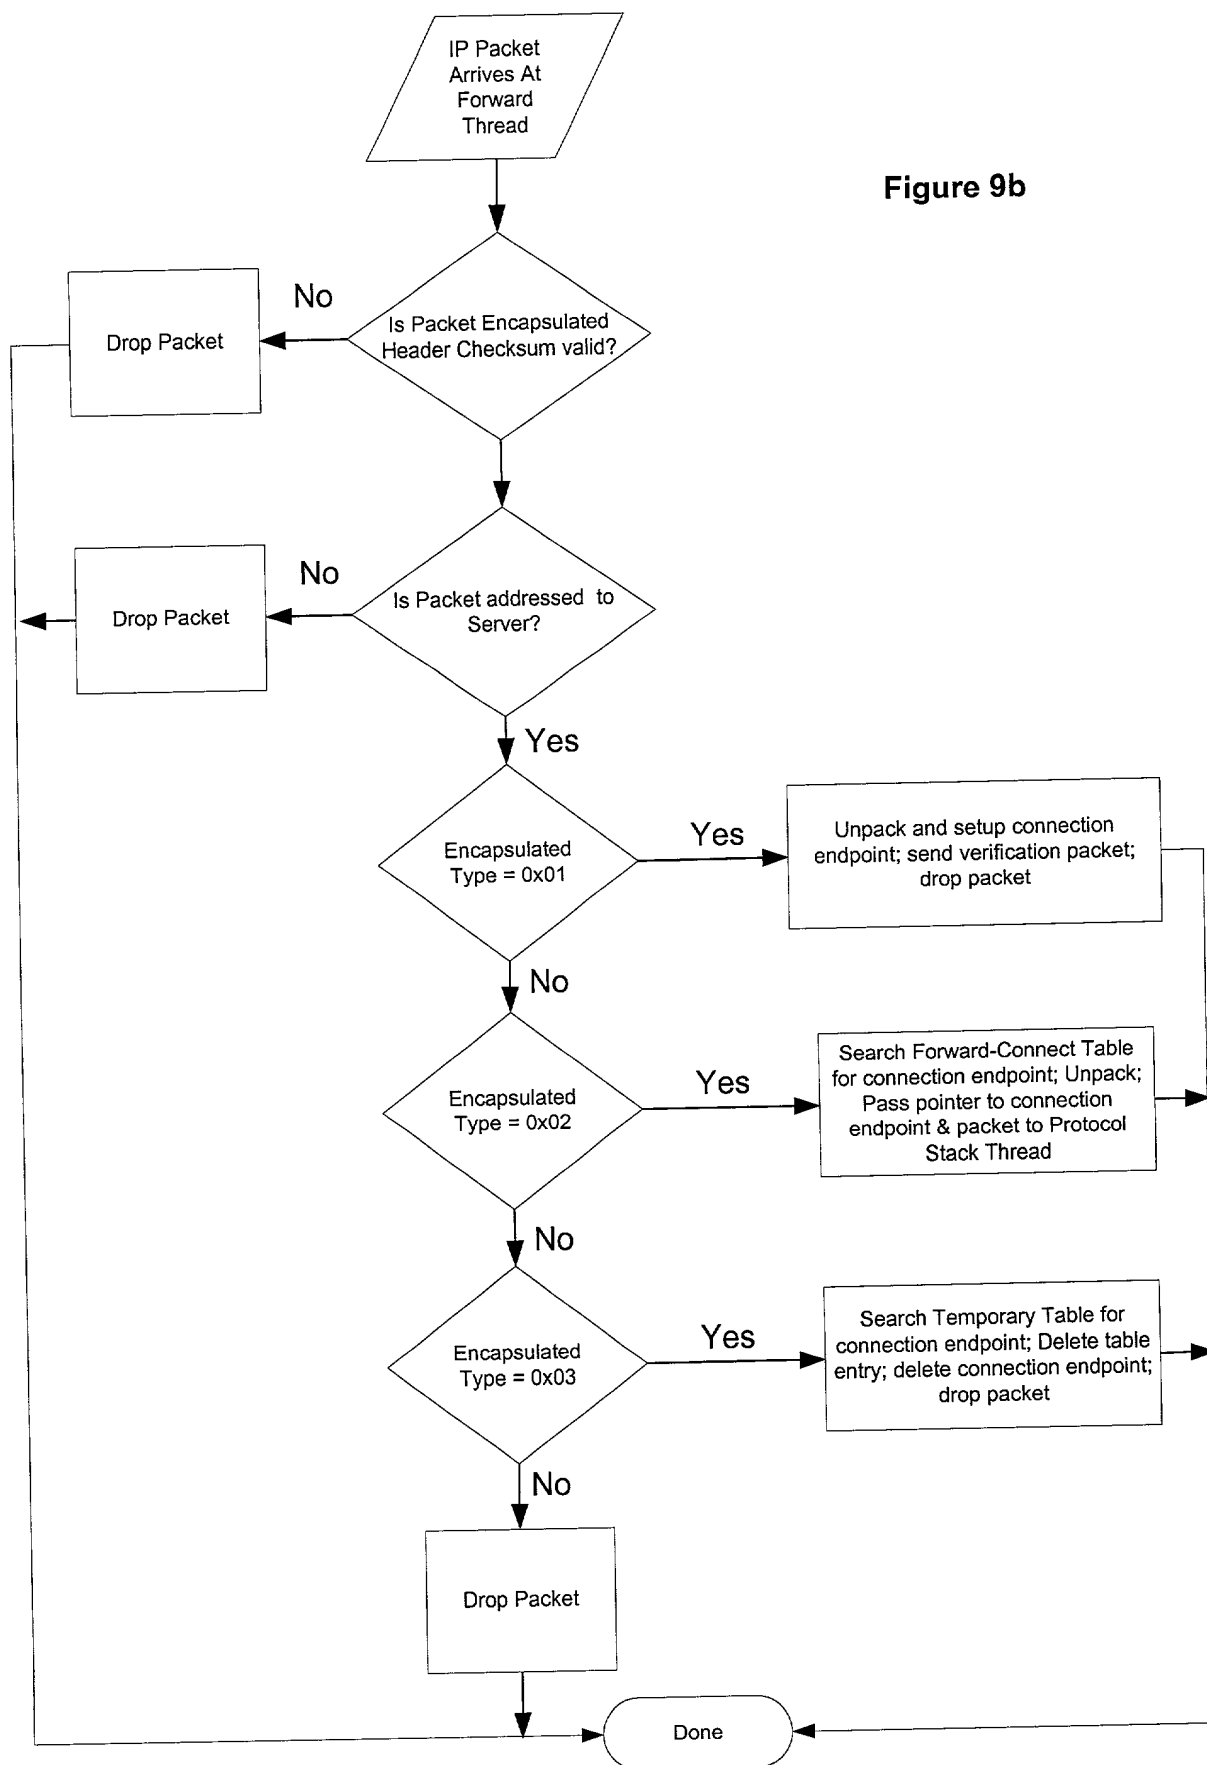 IP Packet
Arrives At
Forward
Thread
Figure 9b
No
Is Packet Encapsulated
Header Checksum valid?
Drop Packet
No
Is Packet addressed to
Server?
Drop Packet
Yes
Encapsulated
Type = 0x01
Yes
Unpack and setup connection
endpoint; send verification packet;
drop packet
No
Encapsulated
Type = 0x02
Yes
Search Forward-Connect Table
for connection endpoint; Unpack;
Pass pointer to connection
endpoint & packet to Protocol
Stack Thread
No
Encapsulated
Type = 0x03
Yes
Search Temporary Table for
connection endpoint; Delete table
entry; delete connection endpoint;
drop packet
No
Drop Packet
Done